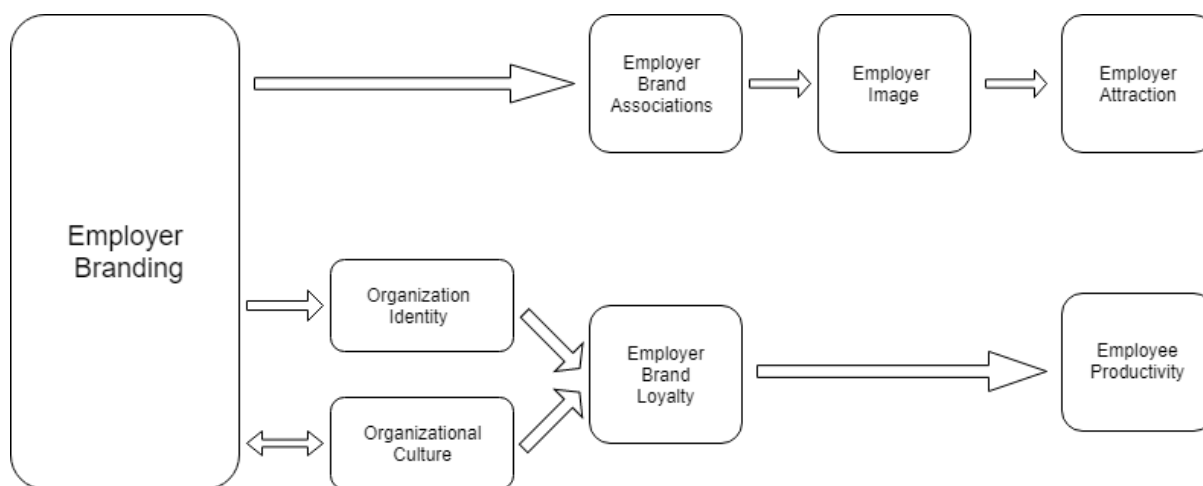 Employer
Branding
Employer
Brand
Associations
Employer
Image
Employer
Attraction
Organization
Identity
Organizational
Culture
Employer
Brand
Loyalty
Employee
Productivity